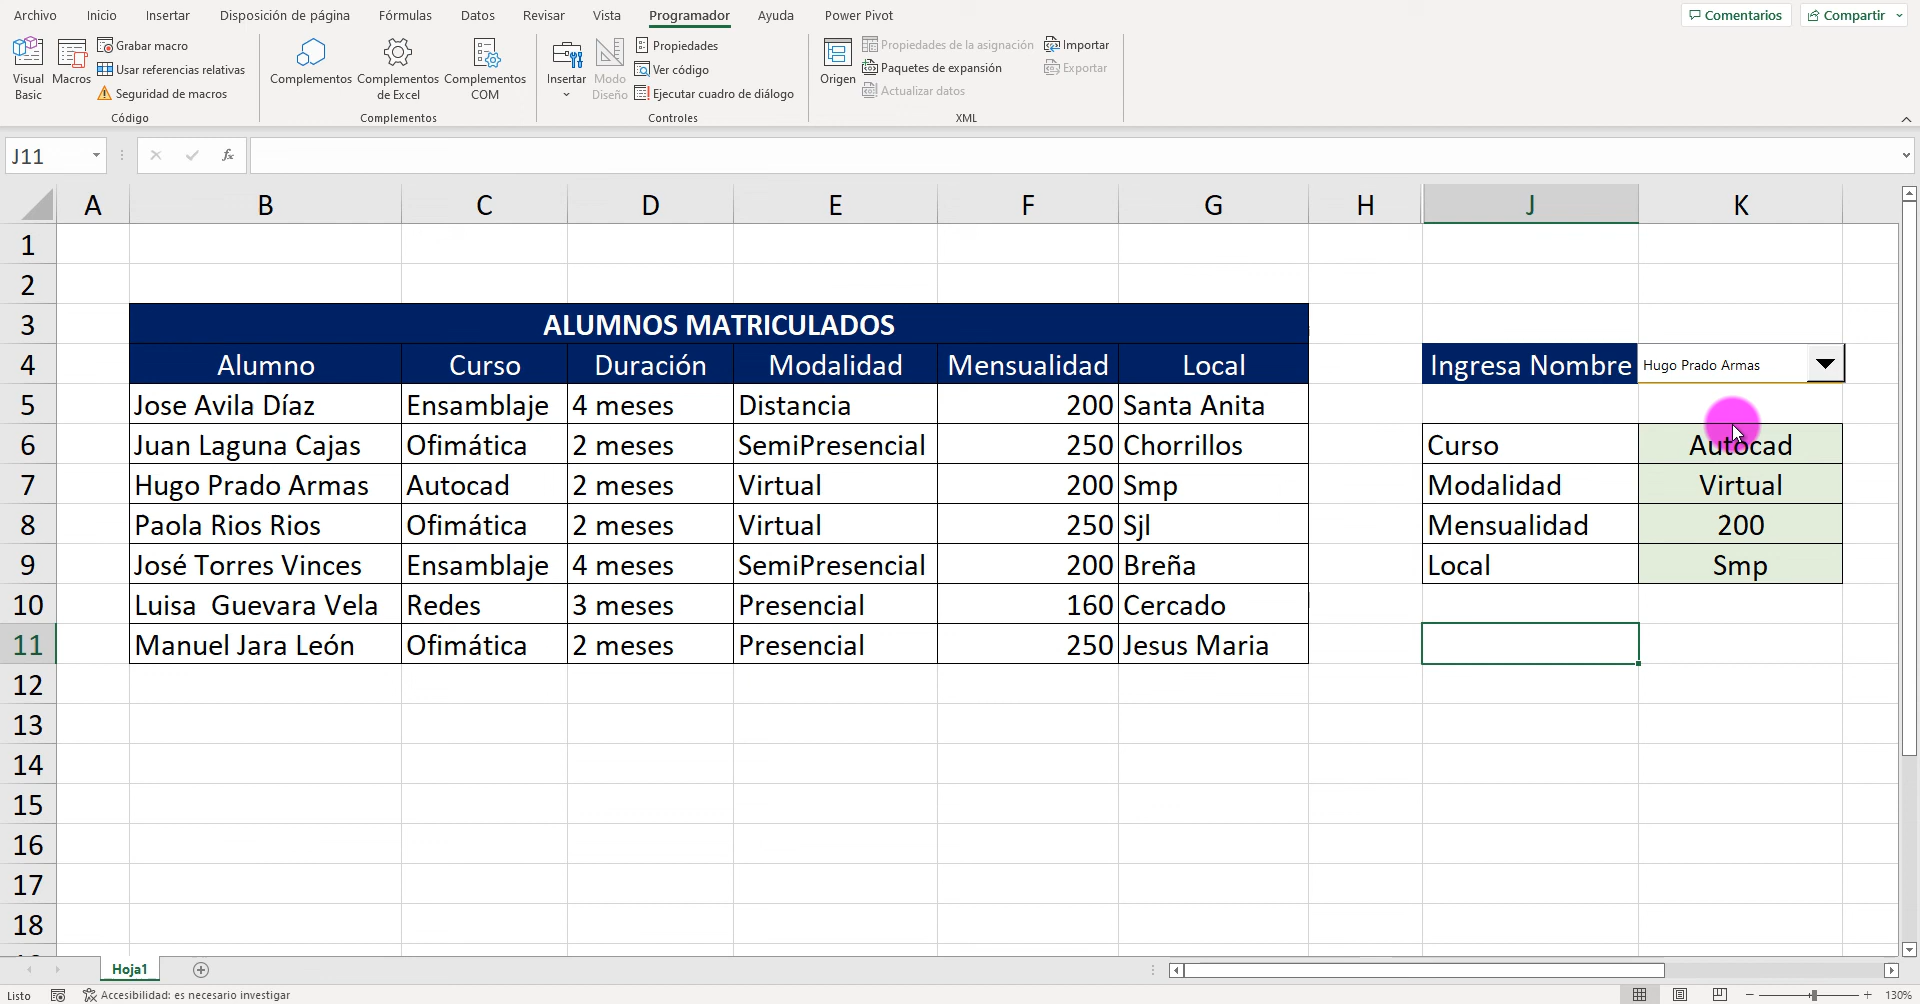 Archivo Inicio Insertar Disposición de página Fórmulas Datos Revisar Vista Programador Ayuda Power Pivot Comentarios Compartir
Visual Basic
Macros
Grabar macro
Usar referencias relativas
Seguridad de macros
Código
Complementos
Complementos de Excel
Complementos COM
Complementos
Insertar
Modo Diseño
Propiedades
Ver código
Ejecutar cuadro de diálogo
Controles
Origen
Propiedades de la asignación
Paquetes de expansión
Actualizar datos
Importar
Exportar
XML
J11 fx
A B C D E F G H J K
1
2
3 ALUMNOS MATRICULADOS
4 Alumno Curso Duración Modalidad Mensualidad Local Ingresa Nombre Hugo Prado Armas
5 Jose Avila Díaz Ensamblaje 4 meses Distancia 200 Santa Anita
6 Juan Laguna Cajas Ofimática 2 meses SemiPresencial 250 Chorrillos Curso Autocad
7 Hugo Prado Armas Autocad 2 meses Virtual 200 Smp Modalidad Virtual
8 Paola Rios Rios Ofimática 2 meses Virtual 250 Sjl Mensualidad 200
9 José Torres Vinces Ensamblaje 4 meses SemiPresencial 200 Breña Local Smp
10 Luisa  Guevara Vela Redes 3 meses Presencial 160 Cercado
11 Manuel Jara León Ofimática 2 meses Presencial 250 Jesus Maria
12
13
14
15
16
17
18
Hoja1
Listo Accesibilidad: es necesario investigar 130%